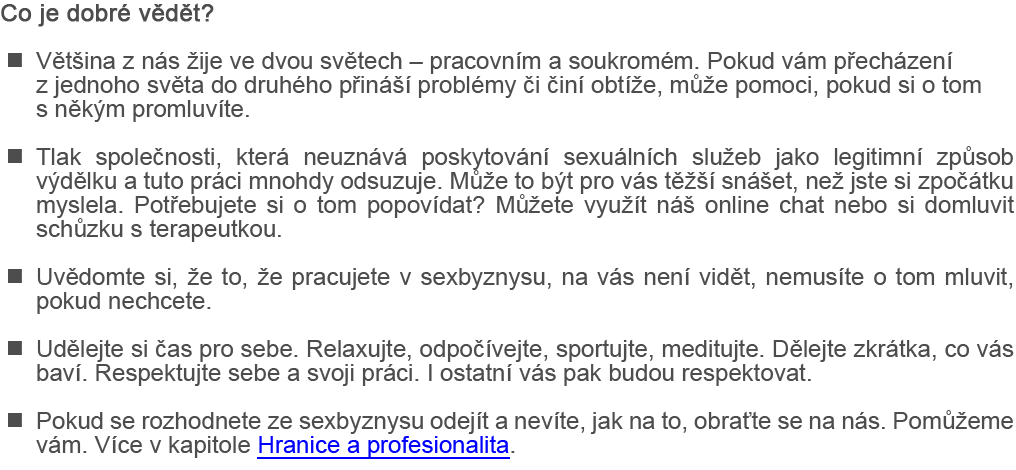 Co je dobré vědět?
■ Většina z nás žije ve dvou světech – pracovním a soukromém. Pokud vám přecházení
z jednoho světa do druhého přináší problémy či činí obtíže, může pomoci, pokud si o tom
s někým promluvíte.
■ Tlak společnosti, která neuznává poskytování sexuálních služeb jako legitimní způsob
výdělku a tuto práci mnohdy odsuzuje. Může to být pro vás těžší snášet, než jste si zpočátku
myslela. Potřebujete si o tom popovídat? Můžete využít náš online chat nebo si domluvit
schůzku s terapeutkou.
■ Uvědomte si, že to, že pracujete v sexbyznysu, na vás není vidět, nemusíte o tom mluvit,
pokud nechcete.
■ Udělejte si čas pro sebe. Relaxujte, odpočívejte, sportujte, meditujte. Dělejte zkrátka, co vás
baví. Respektujte sebe a svoji práci. I ostatní vás pak budou respektovat.
■ Pokud se rozhodnete ze sexbyznysu odejít a nevíte, jak na to, obraťte se na nás. Pomůžeme
vám. Více v kapitole Hranice a profesionalita.